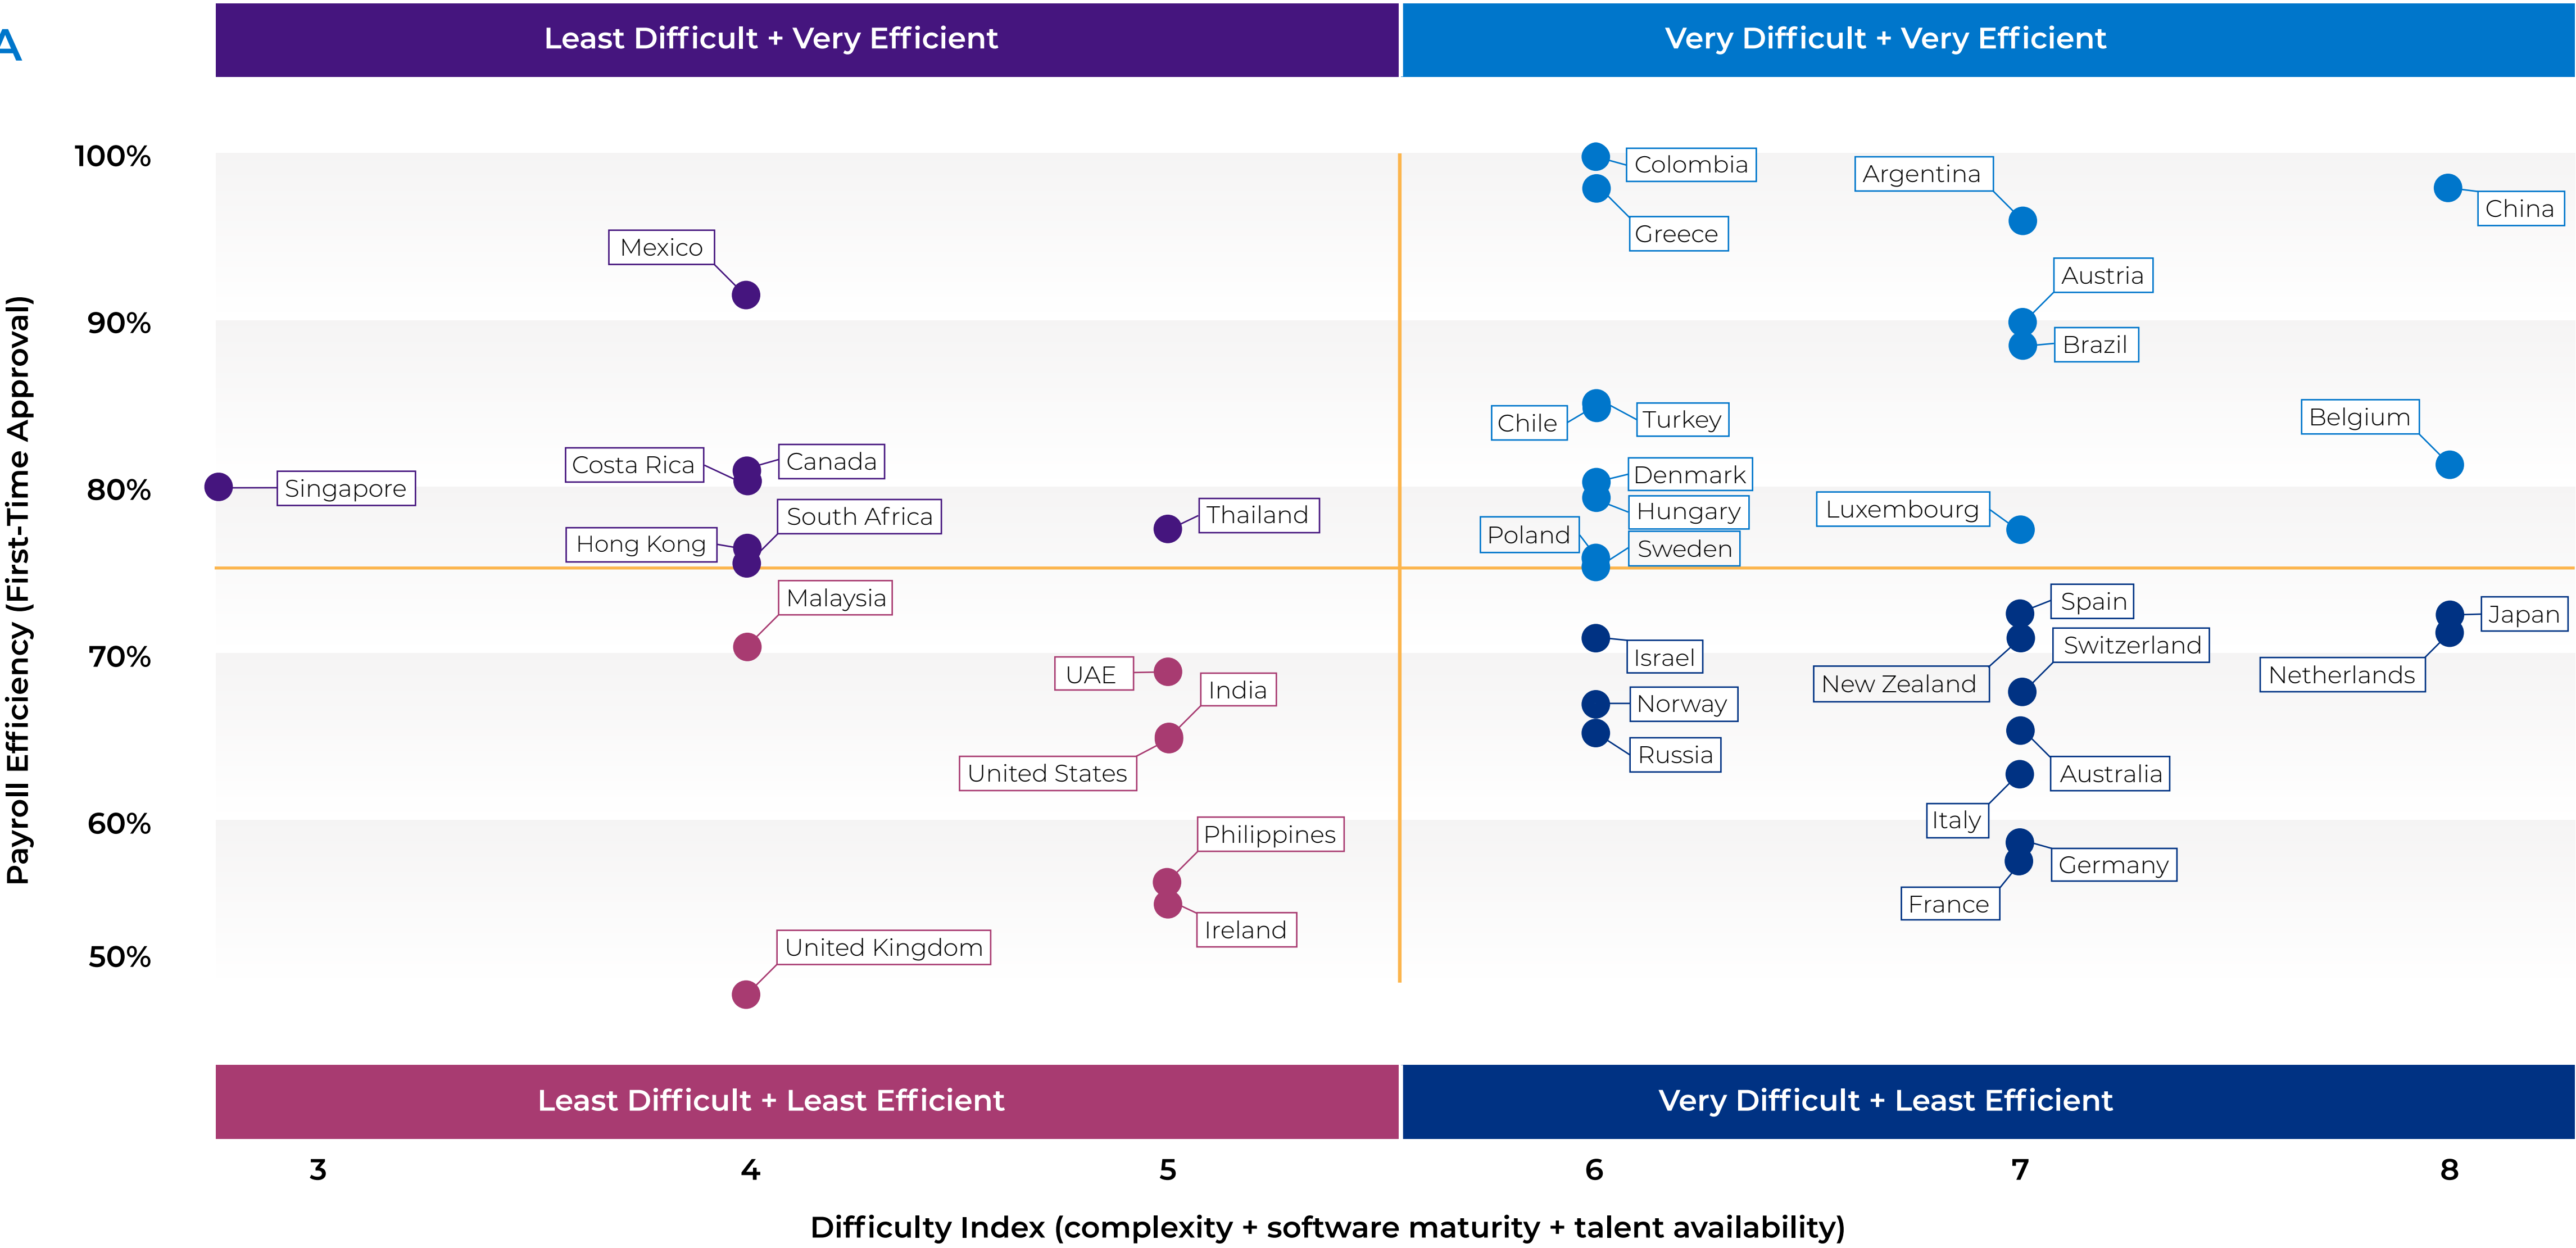 A
Least Difficult + Very Efficient
Very Difficult + Very Efficient
Payroll Efficiency (First-Time Approval)
100%
90%
80%
70%
60%
50%
Colombia
Argentina
China
Greece
Mexico
Austria
Brazil
Chile
Turkey
Belgium
Costa Rica
Canada
Singapore
Denmark
Hungary
Luxembourg
South Africa
Thailand
Hong Kong
Poland
Sweden
Malaysia
Spain
Japan
Israel
Switzerland
UAE
New Zealand
Netherlands
India
Norway
Russia
United States
Australia
Italy
Philippines
Germany
France
Ireland
United Kingdom
Least Difficult + Least Efficient
Very Difficult + Least Efficient
3
4
5
6
7
8
Difficulty Index (complexity + software maturity + talent availability)